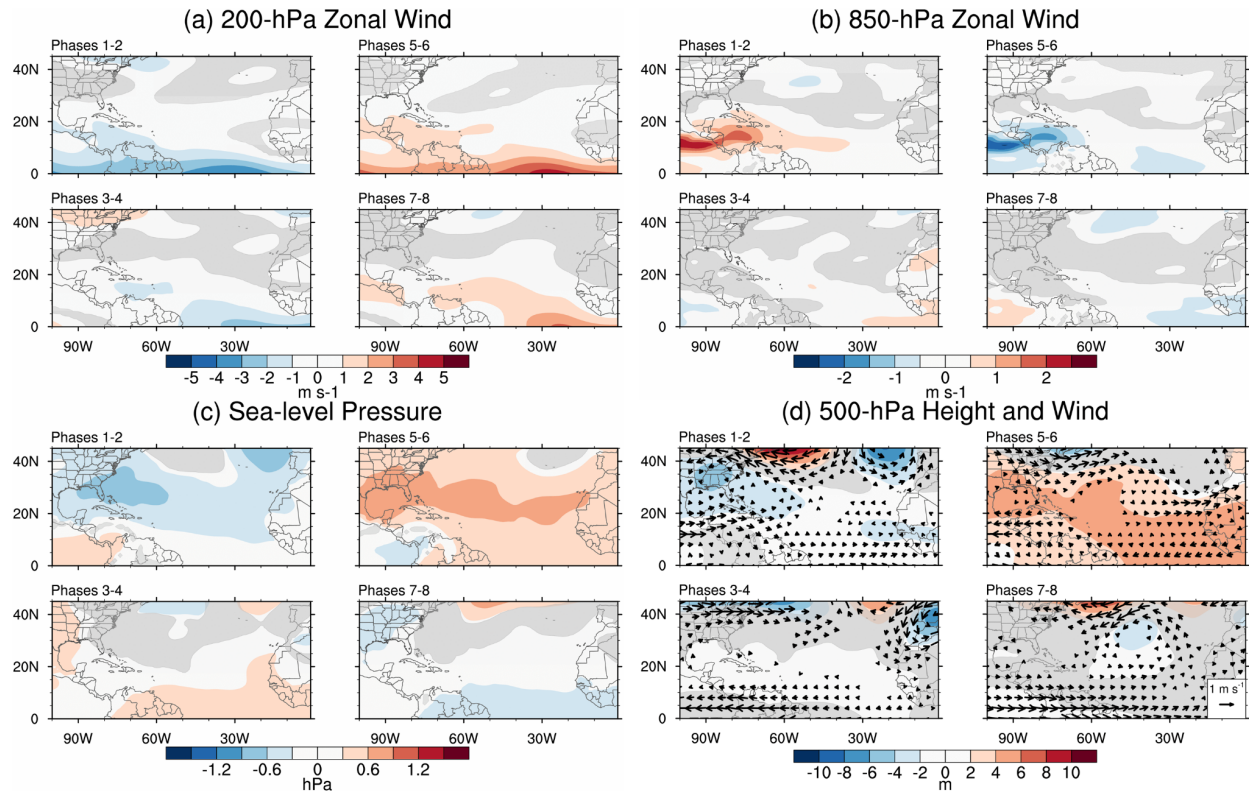 (a) 200-hPa Zonal Wind
Phases 1-2
Phases 5-6
40N
20N
0
Phases 3-4
Phases 7-8
40N
20N
0
90W 60W 30W 90W 60W 30W
-5 -4 -3 -2 -1 0 1 2 3 4 5
m s-1
(b) 850-hPa Zonal Wind
Phases 1-2
Phases 5-6
40N
20N
0
Phases 3-4
Phases 7-8
40N
20N
0
90W 60W 30W 90W 60W 30W
-2 -1 0 1 2
m s-1
(c) Sea-level Pressure
Phases 1-2
Phases 5-6
40N
20N
0
Phases 3-4
Phases 7-8
40N
20N
0
90W 60W 30W 90W 60W 30W
-1.2 -0.6 0 0.6 1.2
hPa
(d) 500-hPa Height and Wind
Phases 1-2
Phases 5-6
40N
20N
0
Phases 3-4
Phases 7-8
40N
20N
0
1 m s⁻¹
90W 60W 30W 90W 60W 30W
-10 -8 -6 -4 -2 0 2 4 6 8 10
m